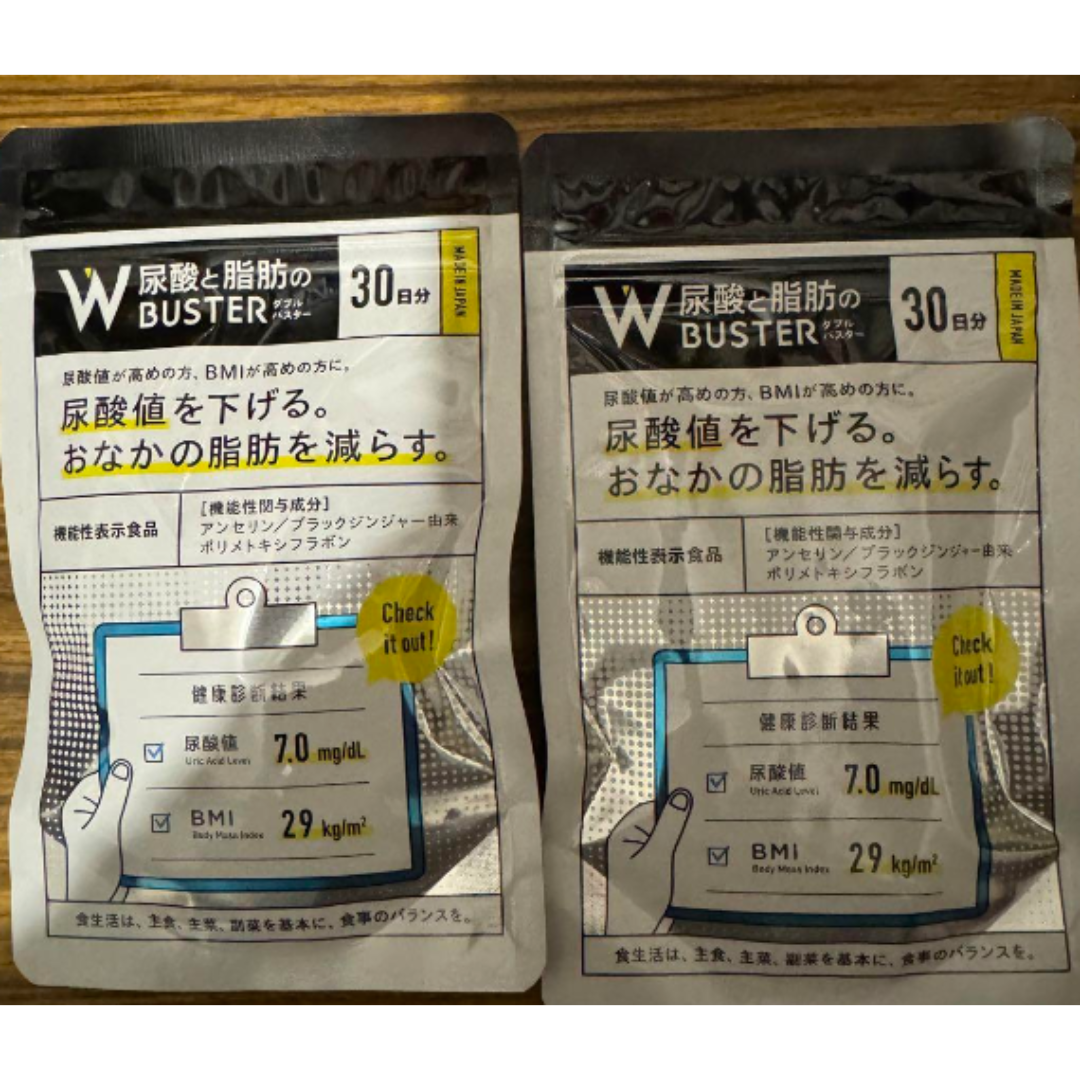 W 尿酸と脂肪の
BUSTER ダブル
バスター
30日分
MADE IN JAPAN
尿酸値が高めの方、BMIが高めの方に。
尿酸値を下げる。
おなかの脂肪を減らす。
機能性表示食品
[機能性関与成分]
アンセリン/ブラックジンジャー由来
ポリメトキシフラボン
Check
it out!
健康診断結果
尿酸値 7.0 mg/dL
Uric Acid Level
BMI 29 kg/m²
Body Mass Index
食生活は、主食、主菜、副菜を基本に、食事のバランスを。
W 尿酸と脂肪の
BUSTER ダブル
バスター
30日分
MADE IN JAPAN
尿酸値が高めの方、BMIが高めの方に。
尿酸値を下げる。
おなかの脂肪を減らす。
機能性表示食品
[機能性関与成分]
アンセリン/ブラックジンジャー由来
ポリメトキシフラボン
Check
it out!
健康診断結果
尿酸値 7.0 mg/dL
Uric Acid Level
BMI 29 kg/m²
Body Mass Index
食生活は、主食、主菜、副菜を基本に、食事のバランスを。